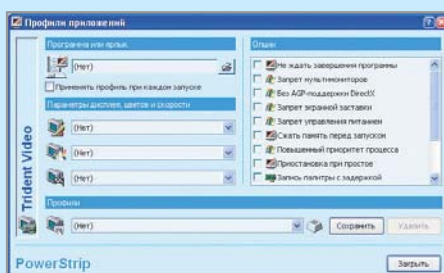 Профили приложений
Программа или ярлык
(Нет)
Применять профиль при каждом запуске
Параметры дисплея, цветов и скорости
(Нет)
(Нет)
(Нет)
Опции
Не ждать завершения программы
Запрет мультимониторов
Без AGP-поддержки DirectX
Запрет экранной заставки
Запрет управления питанием
Сжать память перед запуском
Повышенный приоритет процесса
Приостановка при простое
Запись палитры с задержкой
Trident Video
Профили
(Нет)
Сохранить
Удалить
PowerStrip
Закрыть